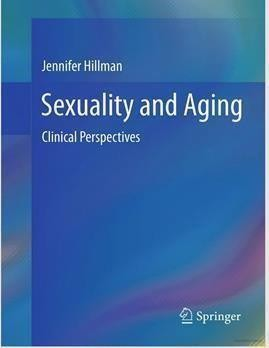 Jennifer Hillman
Sexuality and Aging
Clinical Perspectives
Springer